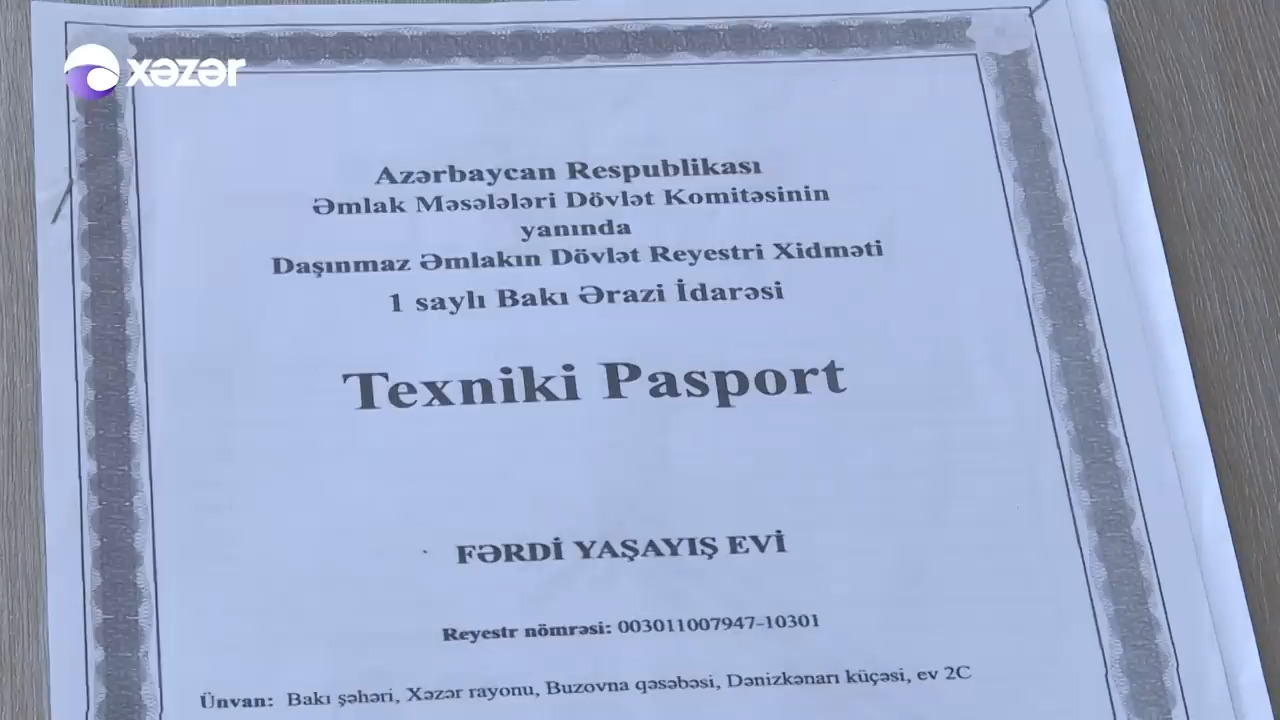 xəzər
Azərbaycan Respublikası
Əmlak Məsələləri Dövlət Komitəsinin
yanında
Daşınmaz Əmlakın Dövlət Reyestri Xidməti
1 saylı Bakı Ərazi İdarəsi
Texniki Pasport
FƏRDİ YAŞAYIŞ EVİ
Reyestr nömrəsi: 003011007947-10301
Ünvan: Bakı şəhəri, Xəzər rayonu, Buzovna qəsəbəsi, Dənizkənarı küçəsi, ev 2C